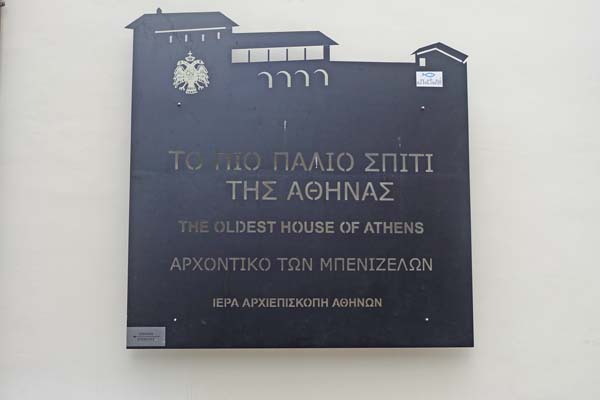 ΤΟ ΠΙΟ ΠΑΛΙΟ ΣΠΙΤΙ
ΤΗΣ ΑΘΗΝΑΣ
THE OLDEST HOUSE OF ATHENS
ΑΡΧΟΝΤΙΚΟ ΤΩΝ ΜΠΕΝΙΖΕΛΩΝ
ΙΕΡΑ ΑΡΧΙΕΠΙΣΚΟΠΗ ΑΘΗΝΩΝ